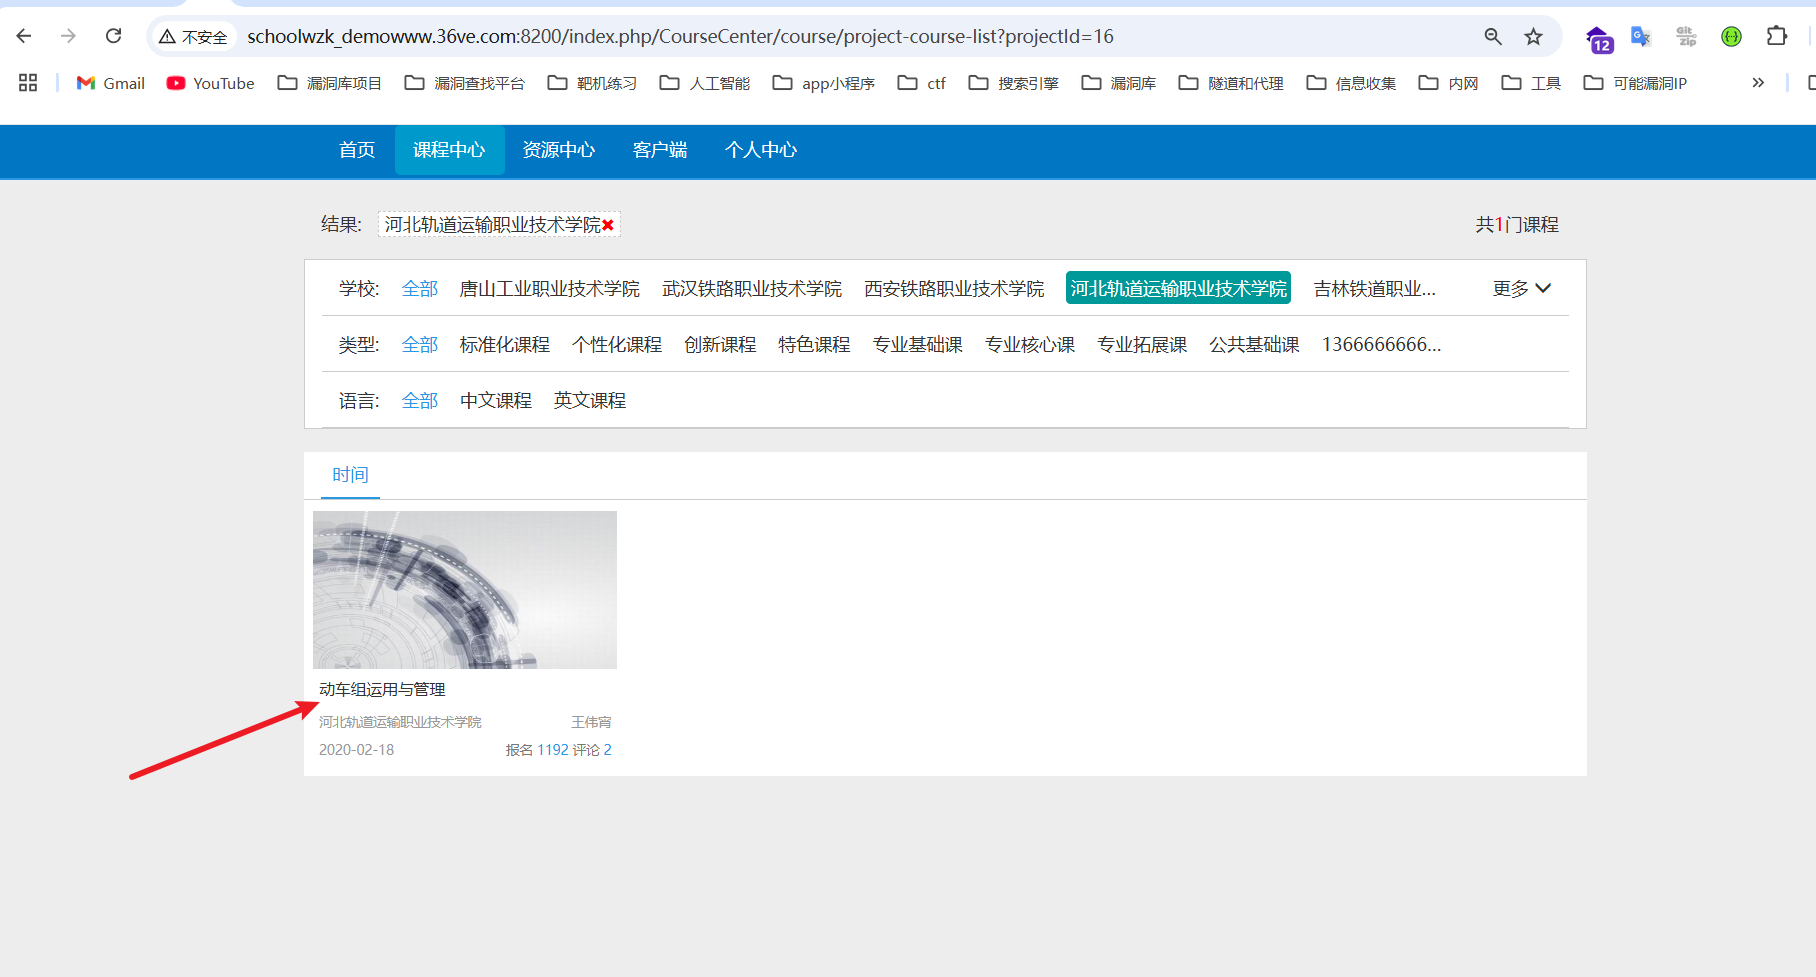 不安全 schoolwzk_demowww.36ve.com:8200/index.php/CourseCenter/course/project-course-list?projectId=16
12 Git Zip
Gmail YouTube 漏洞库项目 漏洞查找平台 靶机练习 人工智能 app小程序 ctf 搜索引擎 漏洞库 隧道和代理 信息收集 内网 工具 可能漏洞IP »
首页 课程中心 资源中心 客户端 个人中心
结果: 河北轨道运输职业技术学院 共1门课程
学校: 全部 唐山工业职业技术学院 武汉铁路职业技术学院 西安铁路职业技术学院 河北轨道运输职业技术学院 吉林铁道职业... 更多
类型: 全部 标准化课程 个性化课程 创新课程 特色课程 专业基础课 专业核心课 专业拓展课 公共基础课 1366666666...
语言: 全部 中文课程 英文课程
时间
动车组运用与管理
河北轨道运输职业技术学院 王伟宵
2020-02-18 报名 1192 评论 2